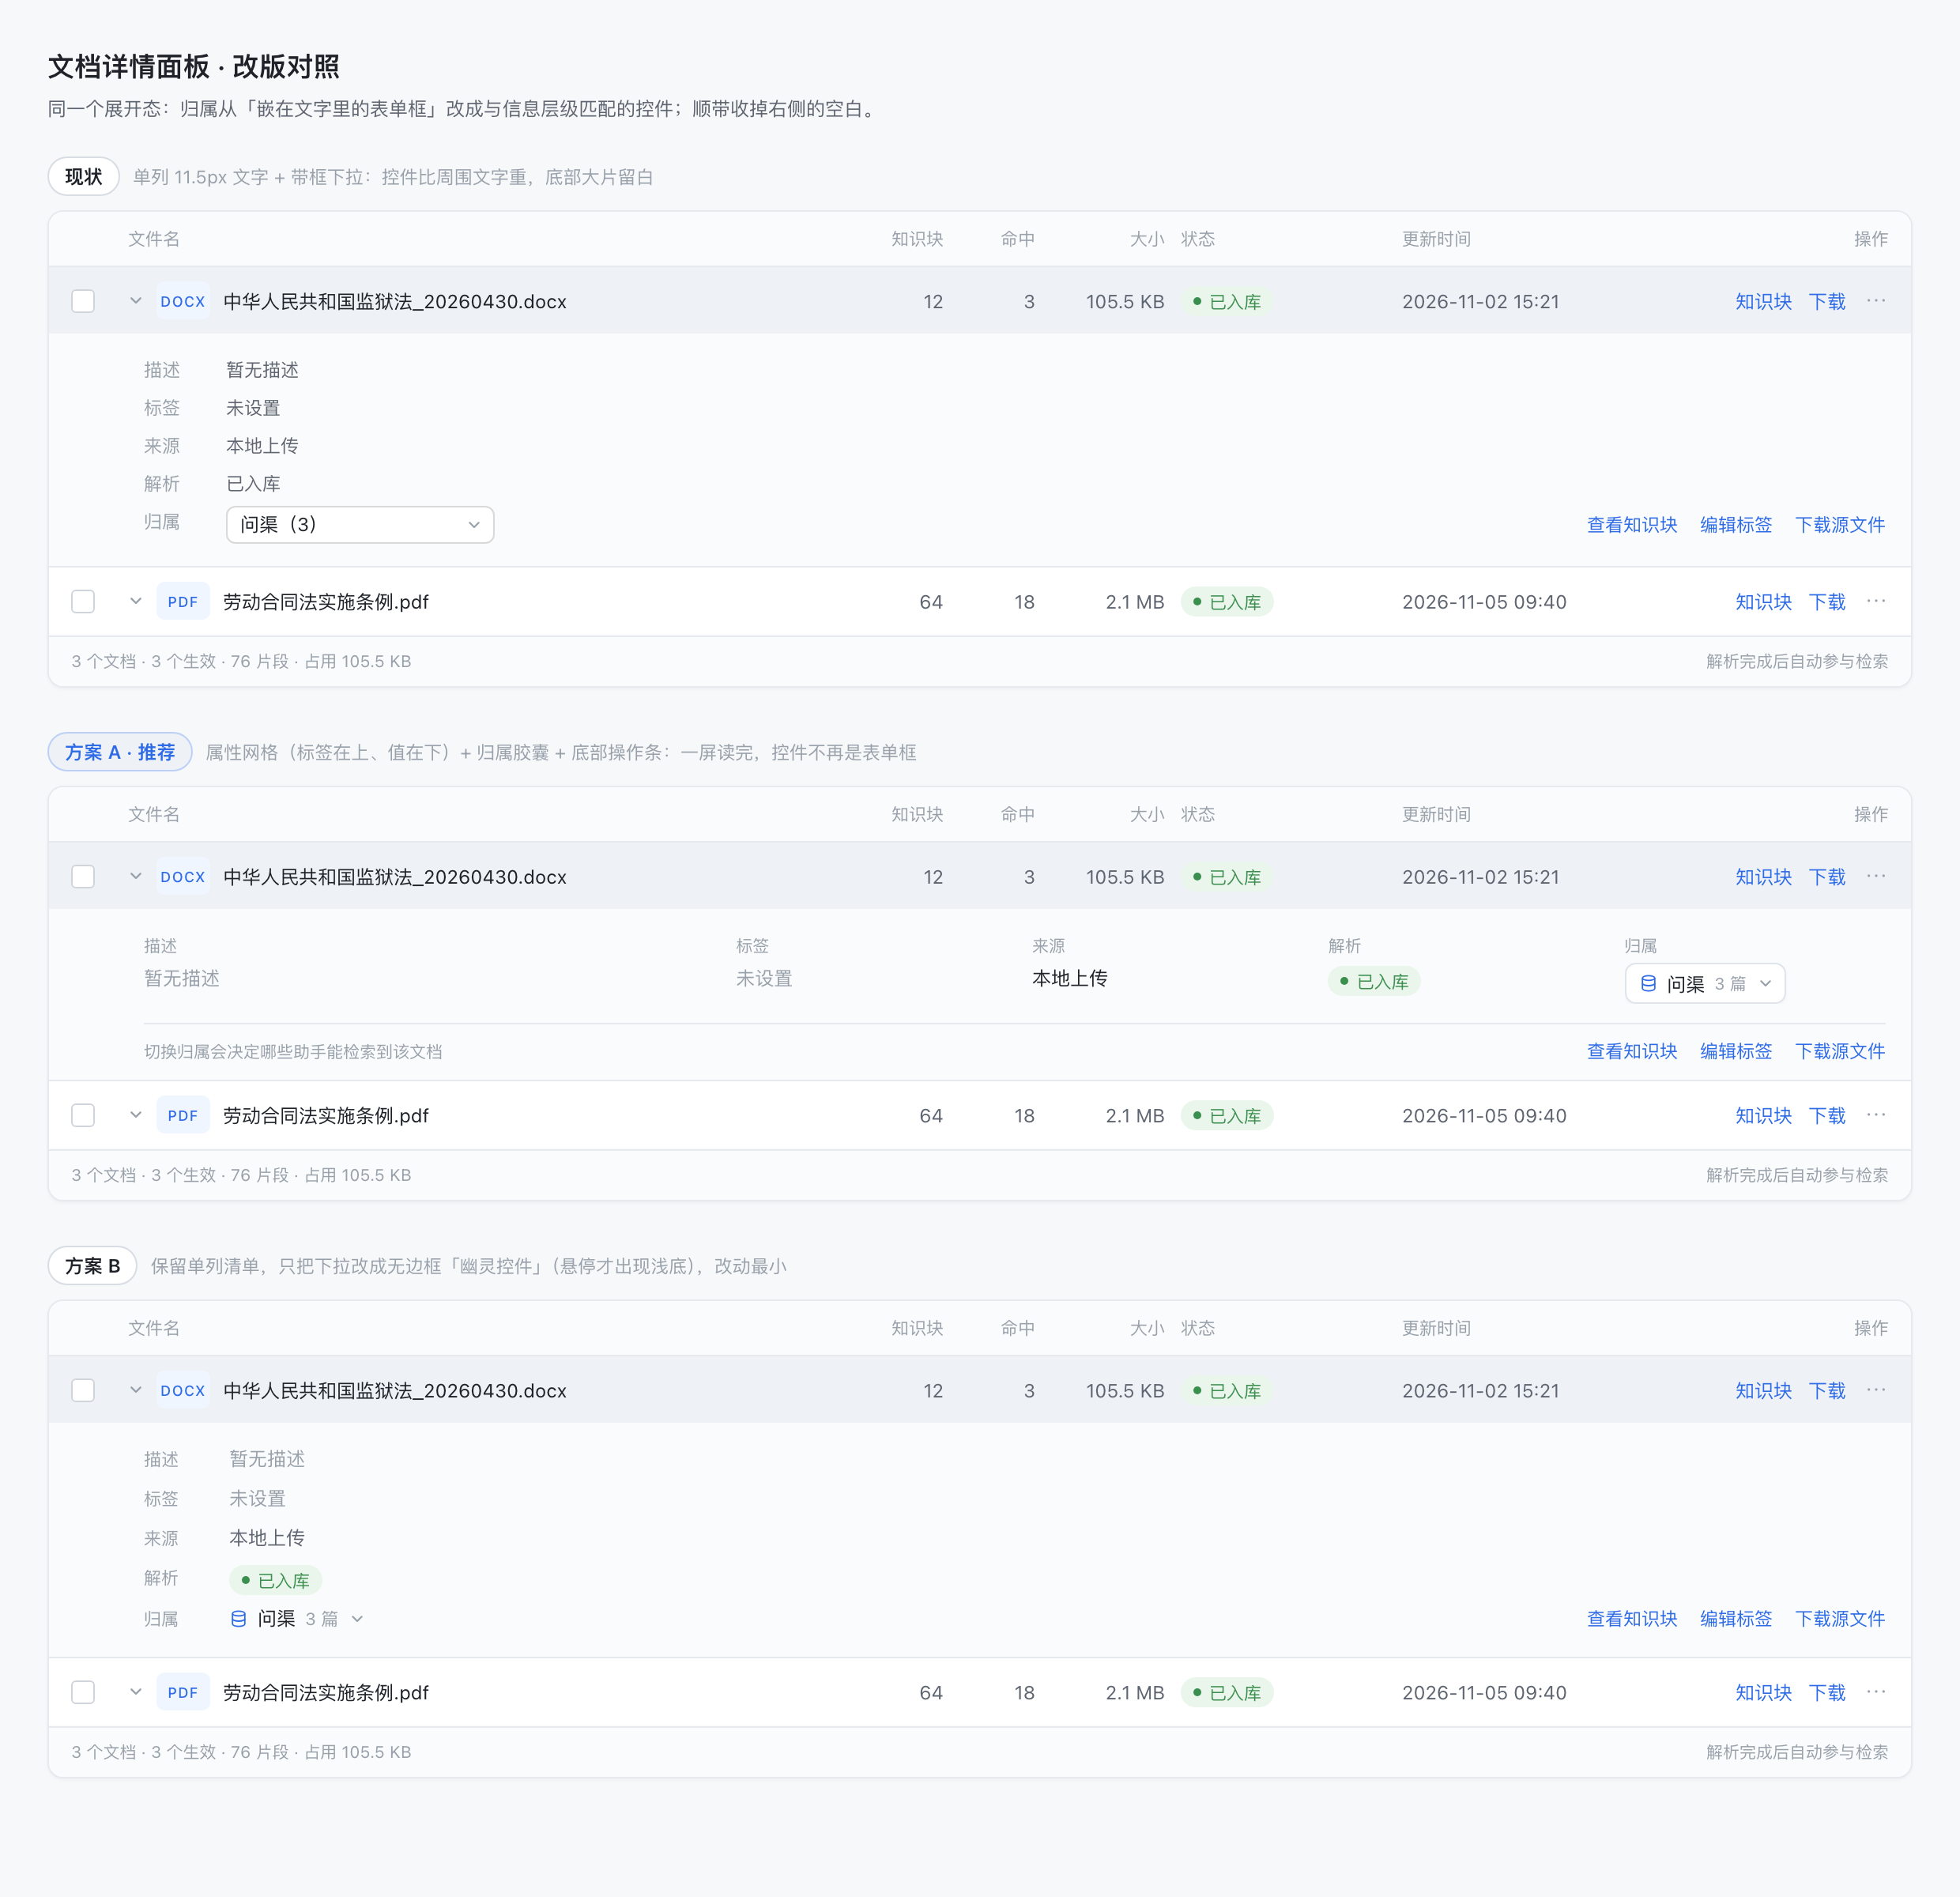 文档详情面板 · 改版对照
同一个展开态：归属从「嵌在文字里的表单框」改成与信息层级匹配的控件；顺带收掉右侧的空白。
现状 单列 11.5px 文字 + 带框下拉：控件比周围文字重，底部大片留白
文件名 知识块 命中 大小 状态 更新时间 操作
DOCX 中华人民共和国监狱法_20260430.docx 12 3 105.5 KB 已入库 2026-11-02 15:21 知识块 下载 ···
描述 暂无描述
标签 未设置
来源 本地上传
解析 已入库
归属 问渠（3） 查看知识块 编辑标签 下载源文件
PDF 劳动合同法实施条例.pdf 64 18 2.1 MB 已入库 2026-11-05 09:40 知识块 下载 ···
3 个文档 · 3 个生效 · 76 片段 · 占用 105.5 KB 解析完成后自动参与检索
方案 A · 推荐 属性网格（标签在上、值在下）+ 归属胶囊 + 底部操作条：一屏读完，控件不再是表单框
文件名 知识块 命中 大小 状态 更新时间 操作
DOCX 中华人民共和国监狱法_20260430.docx 12 3 105.5 KB 已入库 2026-11-02 15:21 知识块 下载 ···
描述 标签 来源 解析 归属
暂无描述 未设置 本地上传 已入库 问渠 3 篇
切换归属会决定哪些助手能检索到该文档 查看知识块 编辑标签 下载源文件
PDF 劳动合同法实施条例.pdf 64 18 2.1 MB 已入库 2026-11-05 09:40 知识块 下载 ···
3 个文档 · 3 个生效 · 76 片段 · 占用 105.5 KB 解析完成后自动参与检索
方案 B 保留单列清单，只把下拉改成无边框「幽灵控件」（悬停才出现浅底），改动最小
文件名 知识块 命中 大小 状态 更新时间 操作
DOCX 中华人民共和国监狱法_20260430.docx 12 3 105.5 KB 已入库 2026-11-02 15:21 知识块 下载 ···
描述 暂无描述
标签 未设置
来源 本地上传
解析 已入库
归属 问渠 3 篇 查看知识块 编辑标签 下载源文件
PDF 劳动合同法实施条例.pdf 64 18 2.1 MB 已入库 2026-11-05 09:40 知识块 下载 ···
3 个文档 · 3 个生效 · 76 片段 · 占用 105.5 KB 解析完成后自动参与检索